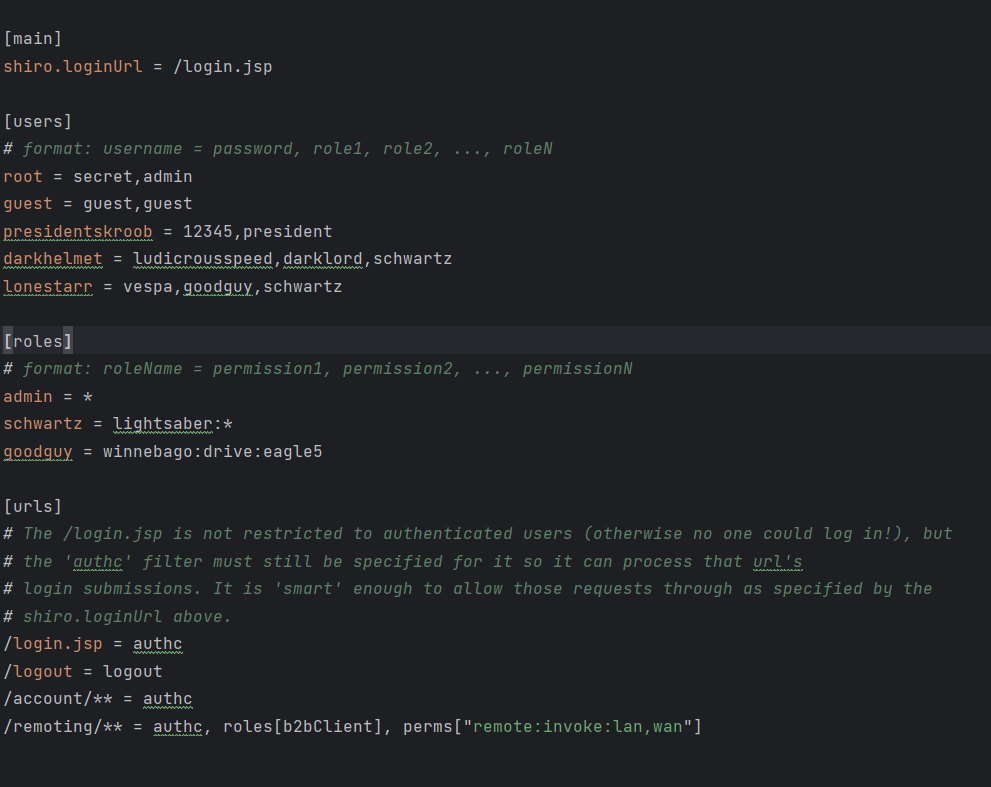 [main]
shiro.loginUrl = /login.jsp
[users]
# format: username = password, role1, role2, ..., roleN
root = secret,admin
guest = guest,guest
presidentskroob = 12345,president
darkhelmet = ludicrousspeed,darklord,schwartz
lonestarr = vespa,goodguy,schwartz
[roles]
# format: roleName = permission1, permission2, ..., permissionN
admin = *
schwartz = lightsaber:*
goodguy = winnebago:drive:eagle5
[urls]
# The /login.jsp is not restricted to authenticated users (otherwise no one could log in!), but
# the 'authc' filter must still be specified for it so it can process that url's
# login submissions. It is 'smart' enough to allow those requests through as specified by the
# shiro.loginUrl above.
/login.jsp = authc
/logout = logout
/account/** = authc
/remoting/** = authc, roles[b2bClient], perms["remote:invoke:lan,wan"]